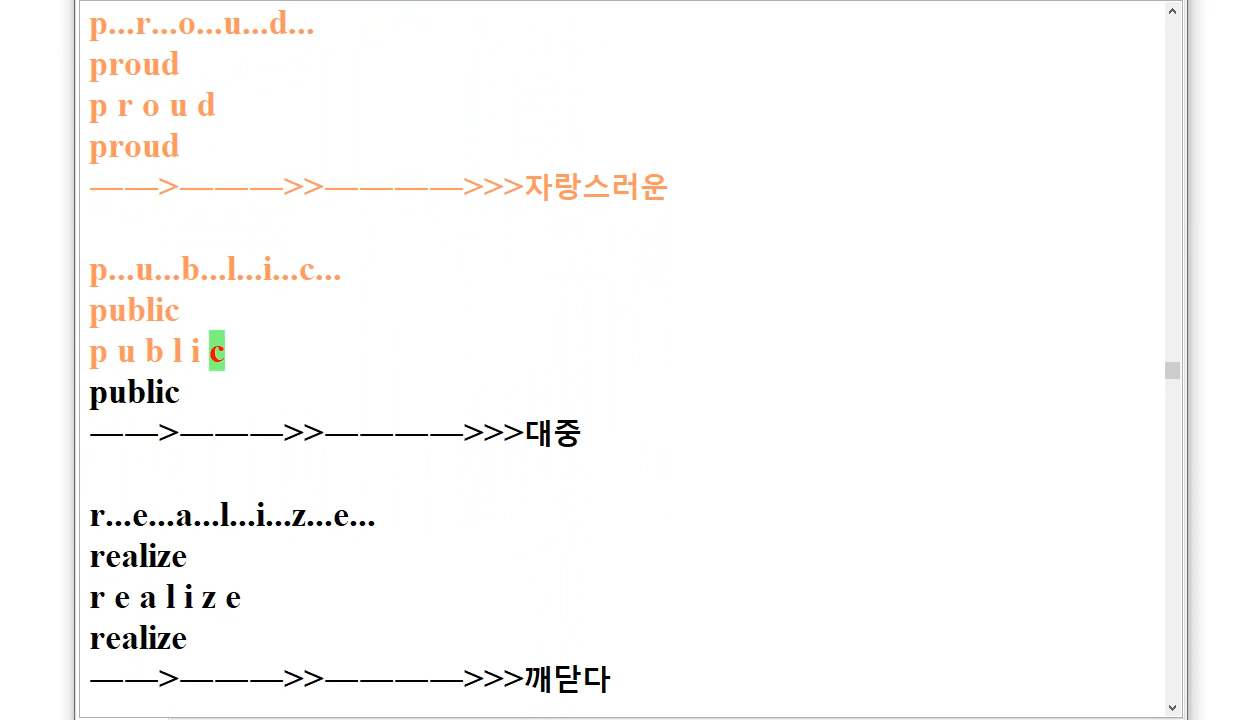 p...r...o...u...d...
proud
p r o u d
proud
——>———>>————>>>자랑스러운
p...u...b...l...i...c...
public
p u b l i c
public
——>———>>————>>>대중
r...e...a...l...i...z...e...
realize
r e a l i z e
realize
——>———>>————>>>깨닫다